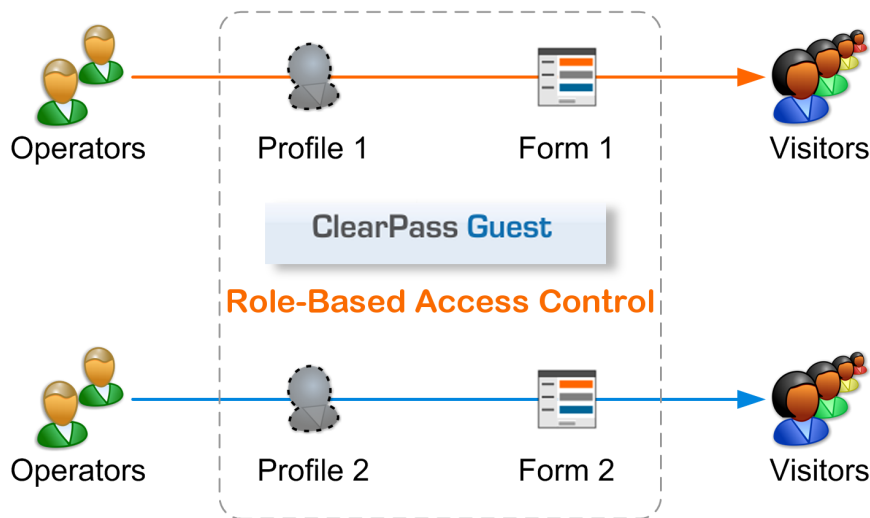 Operators Profile 1 Form 1 Visitors
ClearPass Guest
Role-Based Access Control
Operators Profile 2 Form 2 Visitors